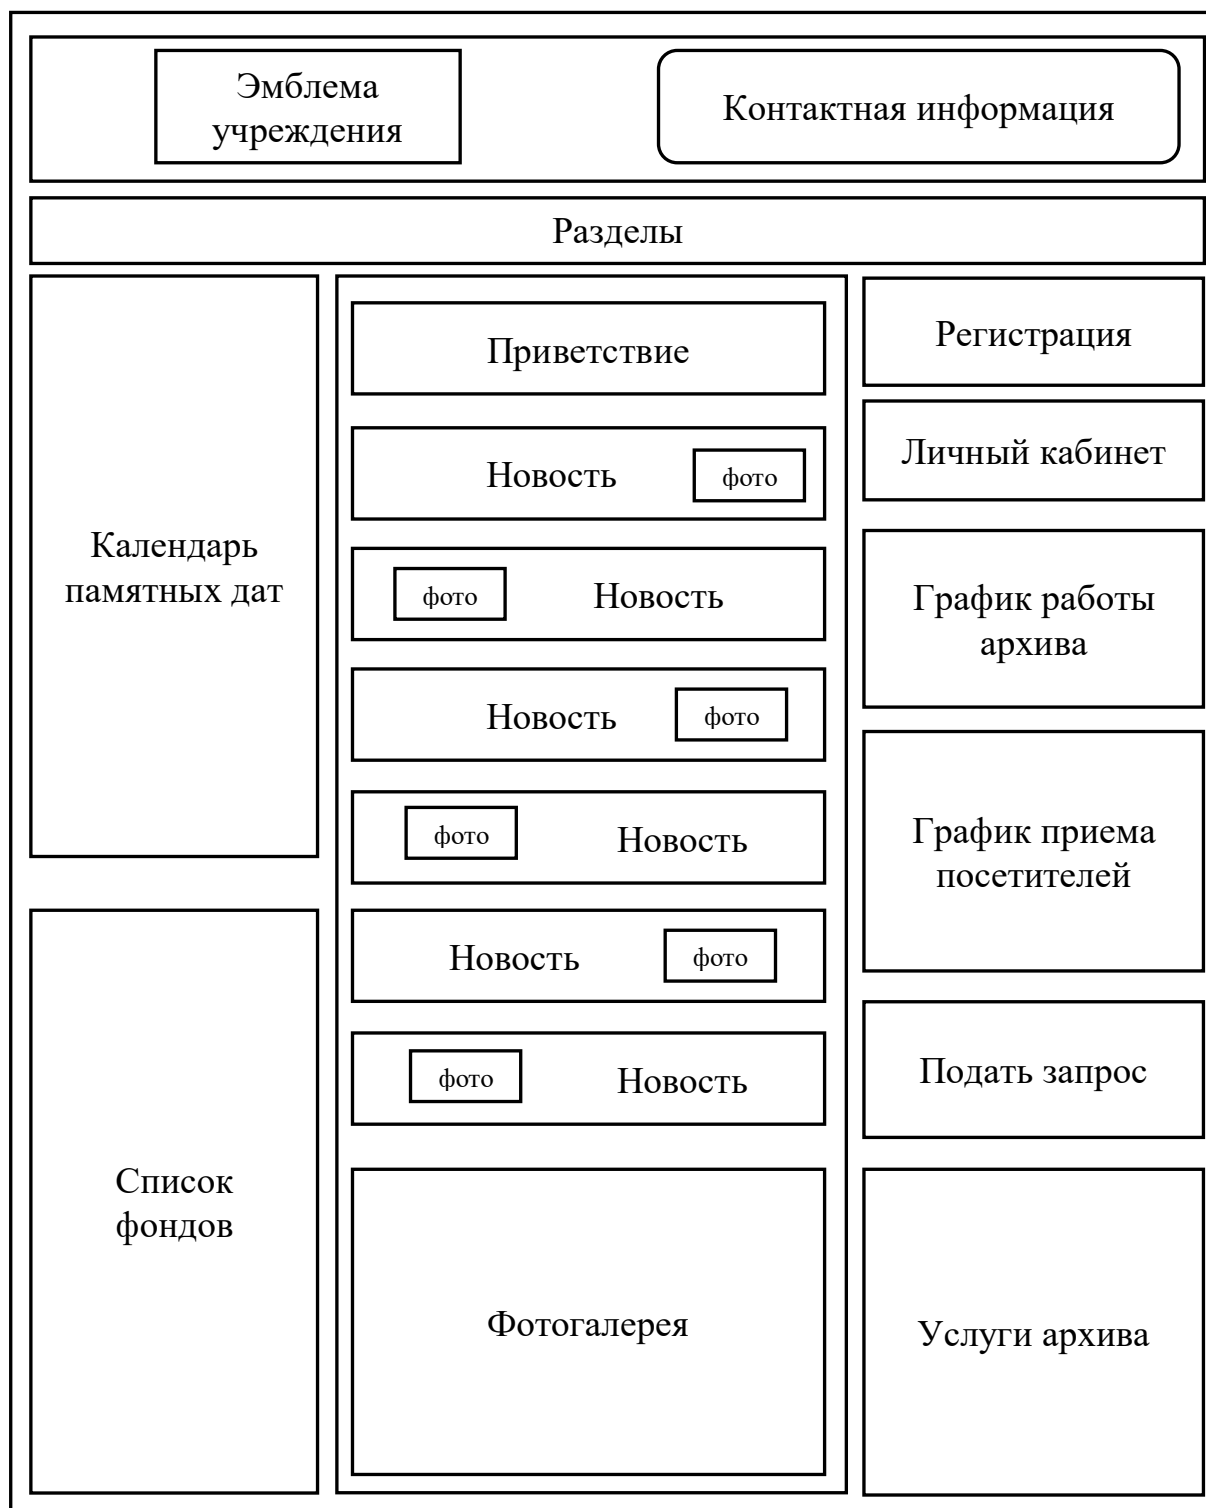 Эмблема
учреждения
Контактная информация
Разделы
Календарь
памятных дат
Список
фондов
Приветствие
Новость
фото
фото
Новость
Новость
фото
фото
Новость
Новость
фото
фото
Новость
Фотогалерея
Регистрация
Личный кабинет
График работы
архива
График приема
посетителей
Подать запрос
Услуги архива